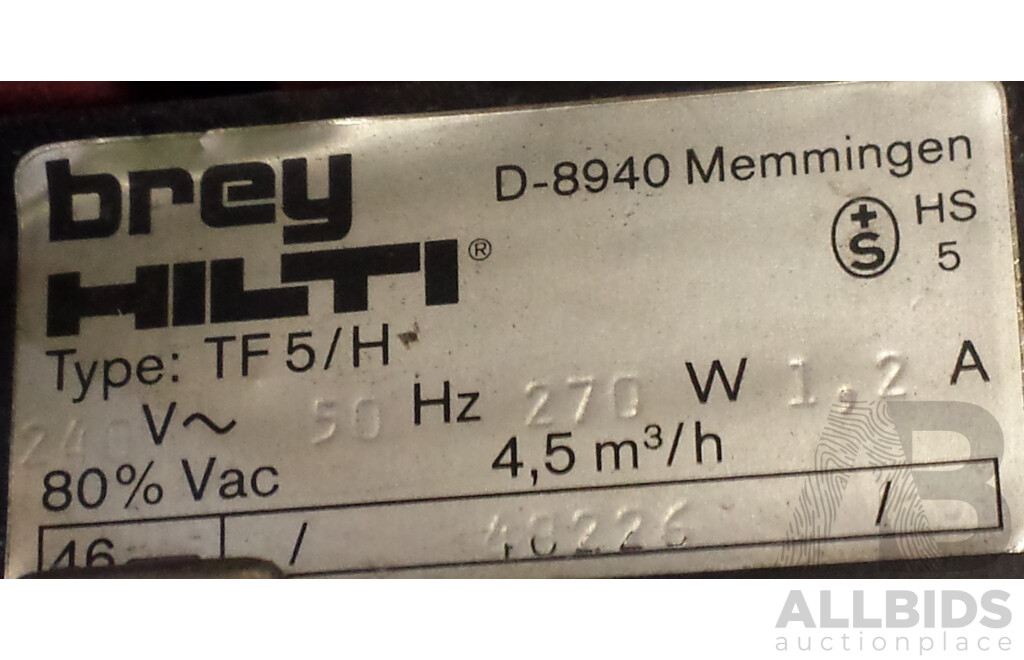 brey
D-8940 Memmingen
HILTI®
+S HS 5
Type: TF 5/H
240 V~ 50 Hz 270 W 1,2 A
80% Vac 4,5 m³/h
46 / 40226 /
AB
ALLBIDS
auctionplace